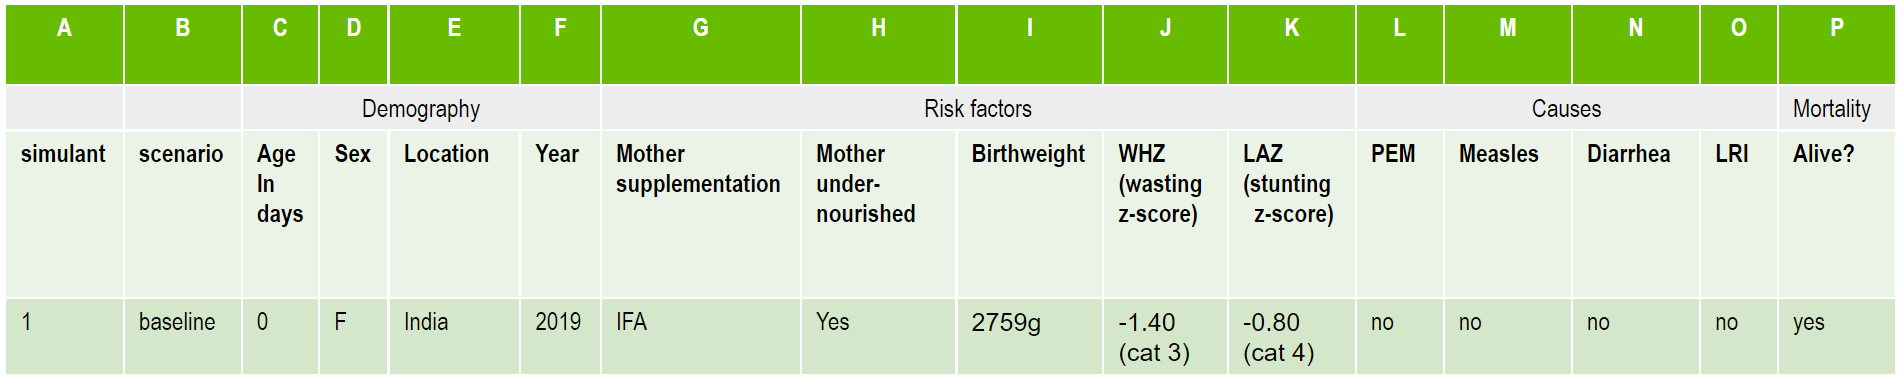 A B C D E F G H I J K L M N O P
Demography Risk factors Causes Mortality
simulant scenario Age Sex Location Year Mother Mother Birthweight WHZ LAZ PEM Measles Diarrhea LRI Alive?
In supplementation under- (wasting (stunting
days nourished z-score) z-score)
1 baseline 0 F India 2019 IFA Yes 2759g -1.40 -0.80 no no no no yes
(cat 3) (cat 4)